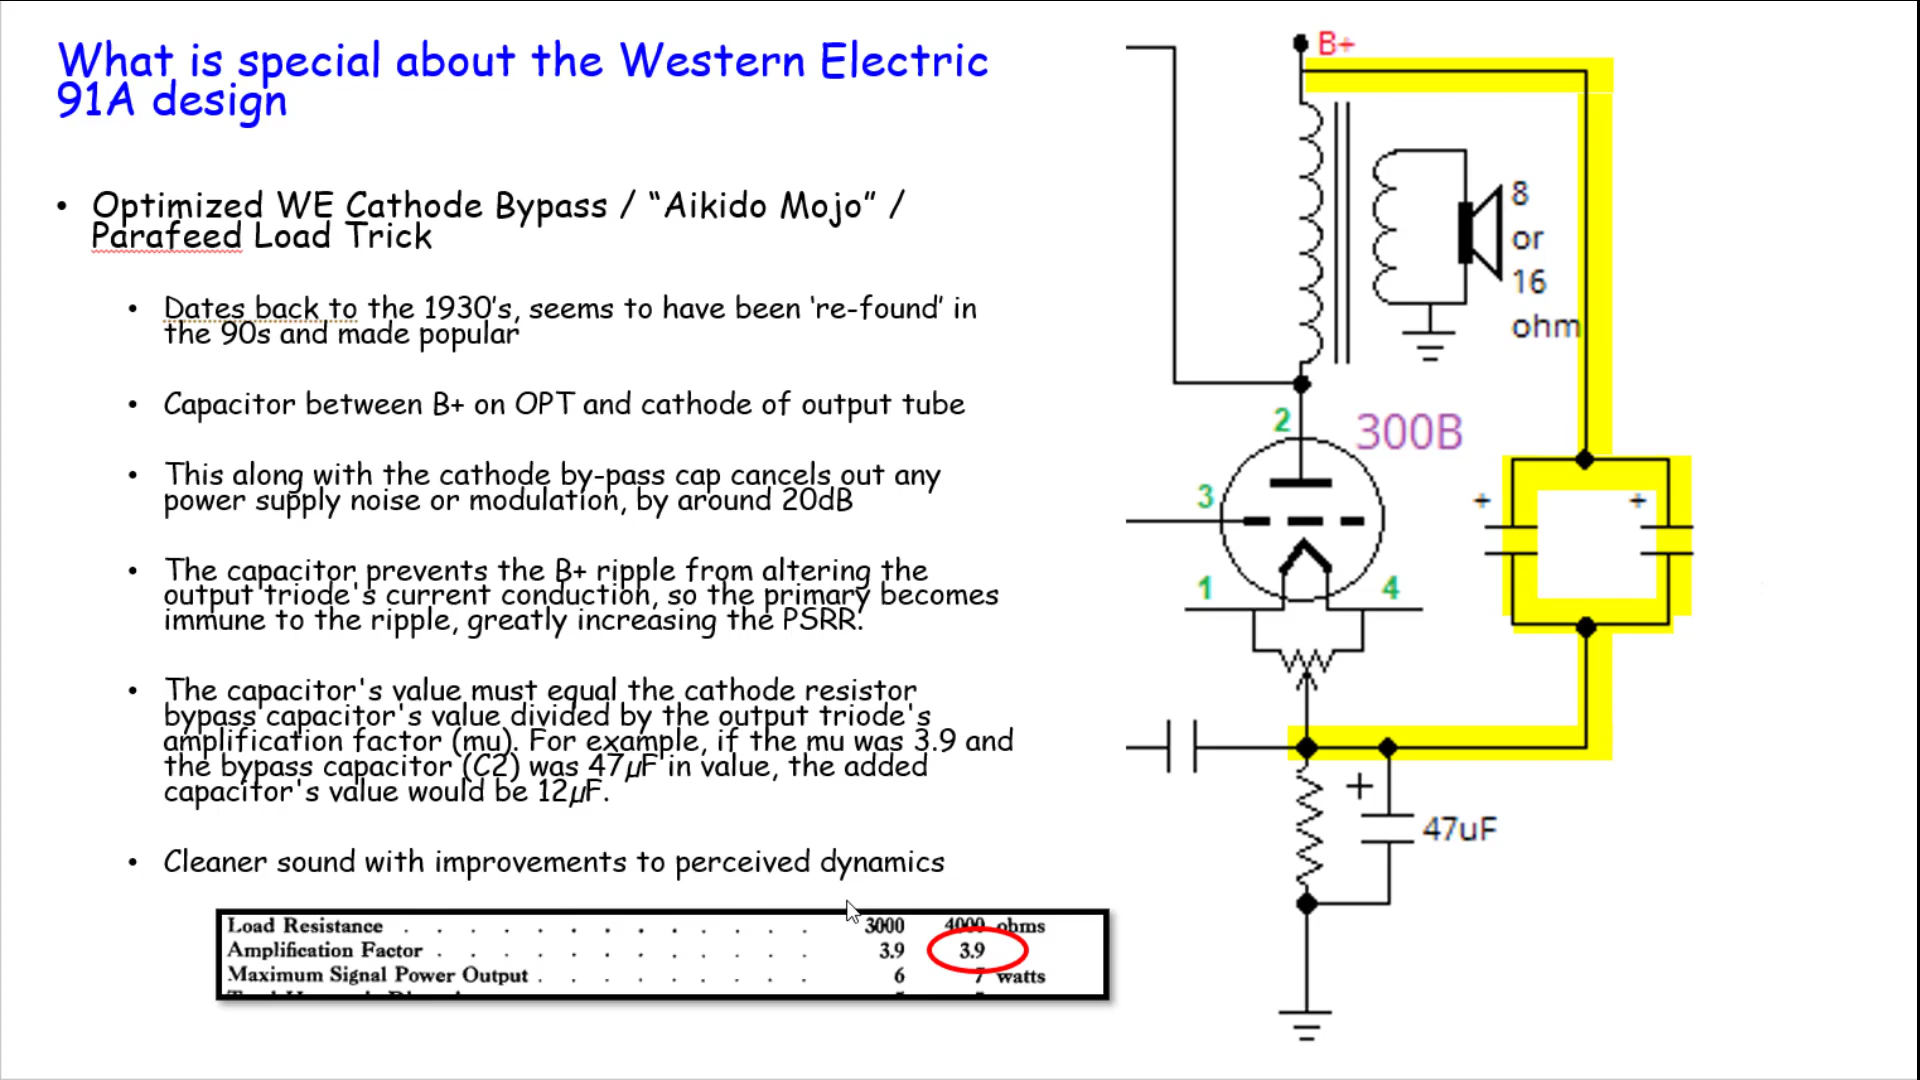 What is special about the Western Electric
91A design
• Optimized WE Cathode Bypass / “Aikido Mojo” /
Parafeed Load Trick
• Dates back to the 1930’s, seems to have been ‘re-found’ in
the 90s and made popular
• Capacitor between B+ on OPT and cathode of output tube
• This along with the cathode by-pass cap cancels out any
power supply noise or modulation, by around 20dB
• The capacitor prevents the B+ ripple from altering the
output triode's current conduction, so the primary becomes
immune to the ripple, greatly increasing the PSRR.
• The capacitor's value must equal the cathode resistor
bypass capacitor's value divided by the output triode's
amplification factor (mu). For example, if the mu was 3.9 and
the bypass capacitor (C2) was 47µF in value, the added
capacitor's value would be 12µF.
• Cleaner sound with improvements to perceived dynamics
Load Resistance . . . . . . . . . . . . . 3000 4000 ohms
Amplification Factor . . . . . . . . . . . . 3.9 3.9
Maximum Signal Power Output . . . . . . . . . 6 7 watts
B+
8
or
16
ohm
2
300B
3
+ +
1 4
+
47uF